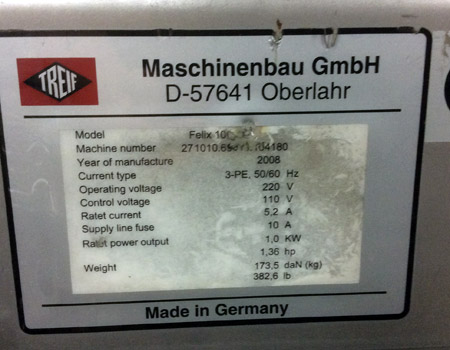 TREIF
Maschinenbau GmbH
D-57641 Oberlahr
Model Felix
Machine number
Year of manufacture 2008
Current type 3-PE, 50/60 Hz
Operating voltage 220 V
Control voltage 110 V
Ratet current 5,2 A
Supply line fuse 10 A
power output 1,0 KW
1,36 hp
Weight 173,5 daN (kg)
382,6 lb
Made in Germany